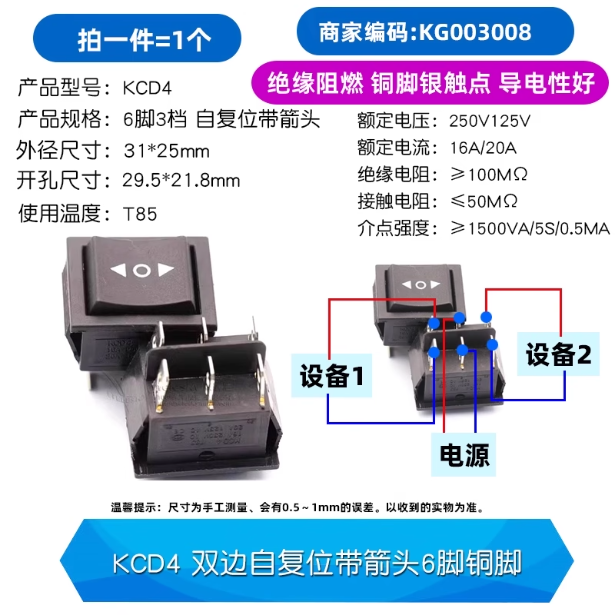 拍一件=1个
商家编码:KG003008
绝缘阻燃 铜脚银触点 导电性好
产品型号: KCD4
产品规格: 6脚3档 自复位带箭头
外径尺寸: 31*25mm
开孔尺寸: 29.5*21.8mm
使用温度: T85
额定电压: 250V125V
额定电流: 16A/20A
绝缘电阻: ≥100MΩ
接触电阻: ≤50MΩ
介点强度: ≥1500VA/5S/0.5MA
设备1
设备2
电源
温馨提示: 尺寸为手工测量、会有0.5~1mm的误差。以收到的实物为准。
KCD4 双边自复位带箭头6脚铜脚